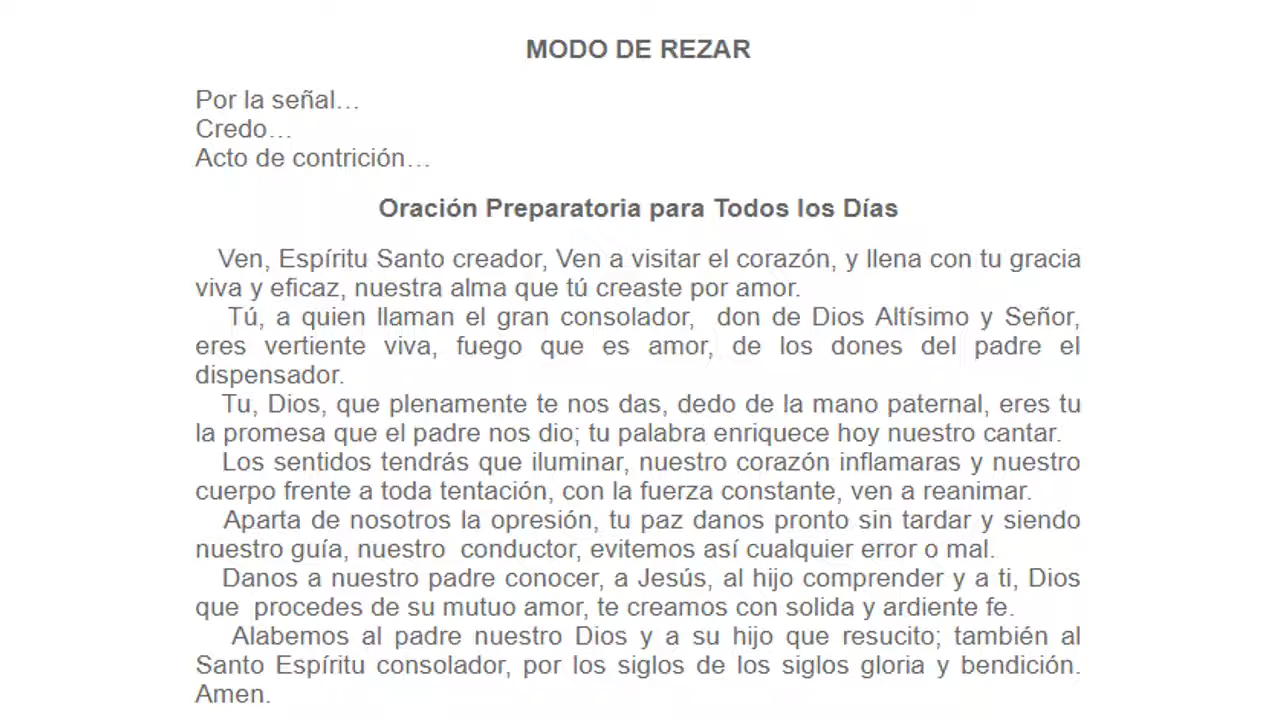 MODO DE REZAR
Por la señal…
Credo…
Acto de contrición…
Oración Preparatoria para Todos los Días
Ven, Espíritu Santo creador, Ven a visitar el corazón, y llena con tu gracia
viva y eficaz, nuestra alma que tú creaste por amor.
Tú, a quien llaman el gran consolador, don de Dios Altísimo y Señor,
eres vertiente viva, fuego que es amor, de los dones del padre el
dispensador.
Tu, Dios, que plenamente te nos das, dedo de la mano paternal, eres tu
la promesa que el padre nos dio; tu palabra enriquece hoy nuestro cantar.
Los sentidos tendrás que iluminar, nuestro corazón inflamaras y nuestro
cuerpo frente a toda tentación, con la fuerza constante, ven a reanimar.
Aparta de nosotros la opresión, tu paz danos pronto sin tardar y siendo
nuestro guía, nuestro conductor, evitemos así cualquier error o mal.
Danos a nuestro padre conocer, a Jesús, al hijo comprender y a ti, Dios
que procedes de su mutuo amor, te creamos con solida y ardiente fe.
Alabemos al padre nuestro Dios y a su hijo que resucito; también al
Santo Espíritu consolador, por los siglos de los siglos gloria y bendición.
Amen.